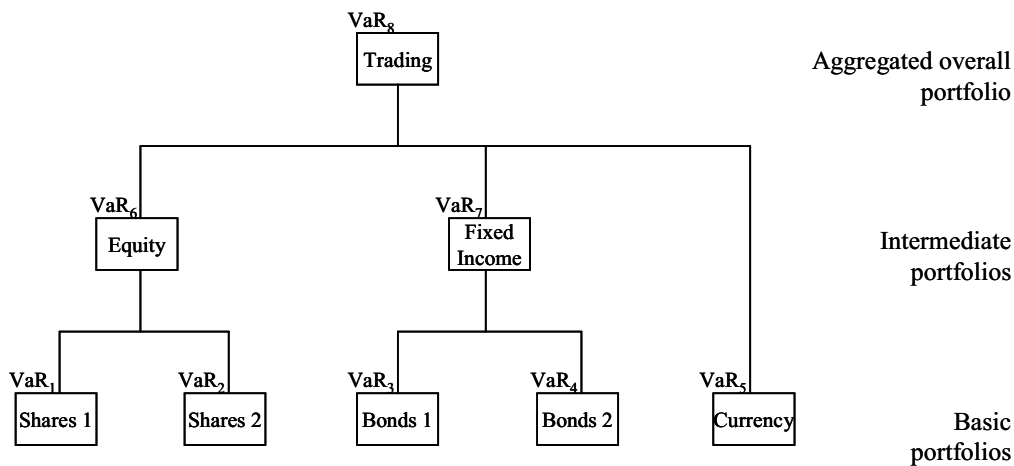 VaR8
Trading
Aggregated overall
portfolio
VaR6
Equity
VaR7
Fixed
Income
Intermediate
portfolios
VaR1
Shares 1
VaR2
Shares 2
VaR3
Bonds 1
VaR4
Bonds 2
VaR5
Currency
Basic
portfolios